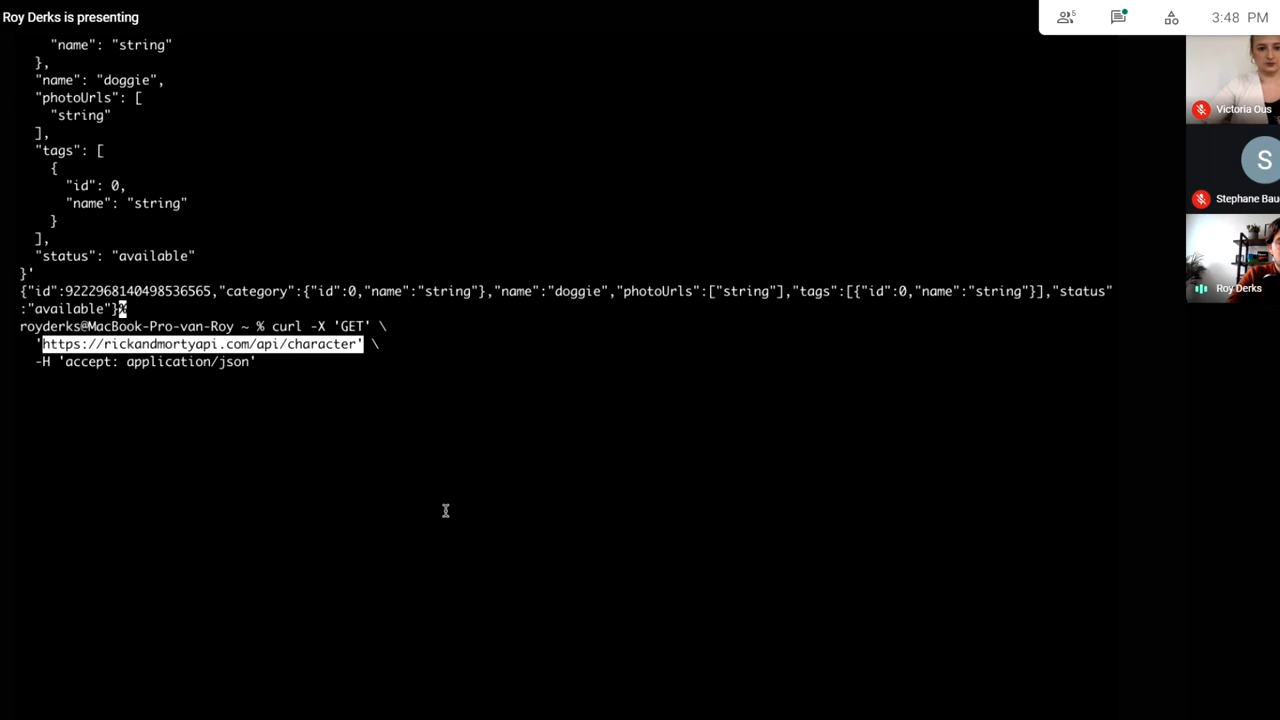 Roy Derks is presenting
5
3:48 PM
"name": "string"
},
"name": "doggie",
"photoUrls": [
"string"
],
"tags": [
{
"id": 0,
"name": "string"
}
],
"status": "available"
}'
{"id":9222968140498536565,"category":{"id":0,"name":"string"},"name":"doggie","photoUrls":["string"],"tags":[{"id":0,"name":"string"}],"status"
:"available"}%
royderks@MacBook-Pro-van-Roy ~ % curl -X 'GET' \
'https://rickandmortyapi.com/api/character' \
-H 'accept: application/json'
Victoria Ous
S
Stephane Bau
Roy Derks